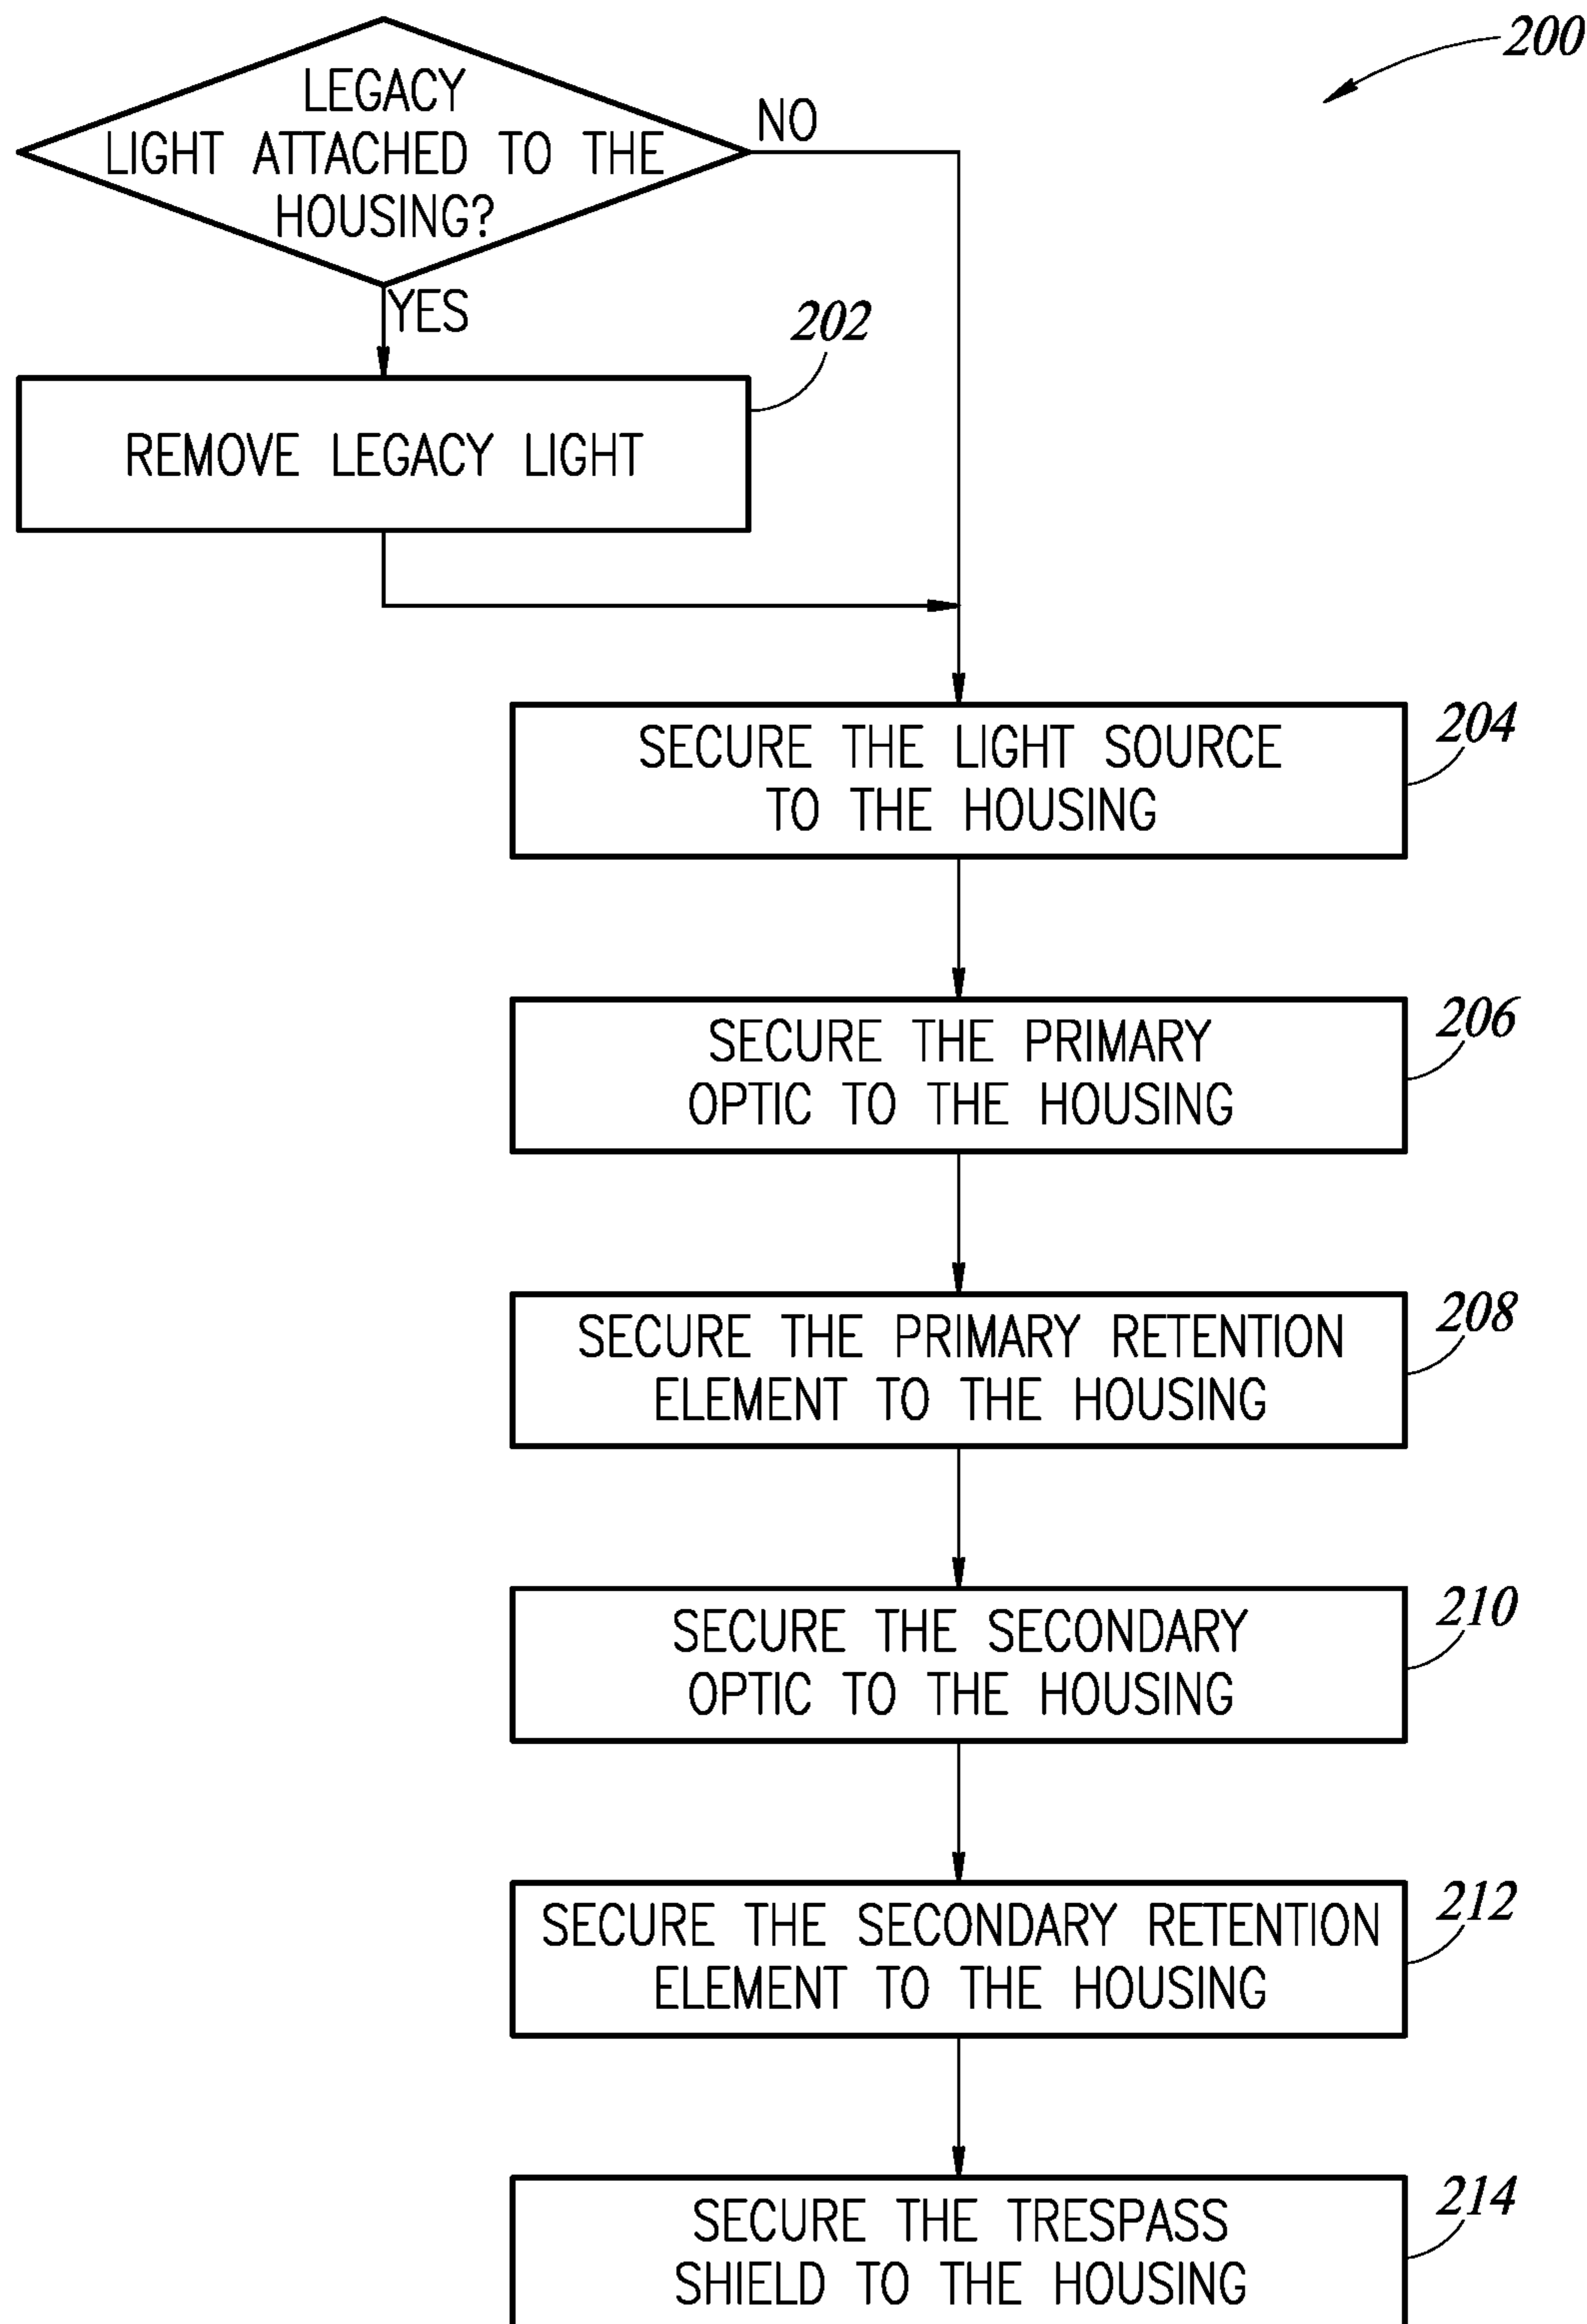 200
LEGACY
LIGHT ATTACHED TO THE
HOUSING?
NO
YES
202
REMOVE LEGACY LIGHT
204
SECURE THE LIGHT SOURCE
TO THE HOUSING
206
SECURE THE PRIMARY
OPTIC TO THE HOUSING
208
SECURE THE PRIMARY RETENTION
ELEMENT TO THE HOUSING
210
SECURE THE SECONDARY
OPTIC TO THE HOUSING
212
SECURE THE SECONDARY RETENTION
ELEMENT TO THE HOUSING
214
SECURE THE TRESPASS
SHIELD TO THE HOUSING